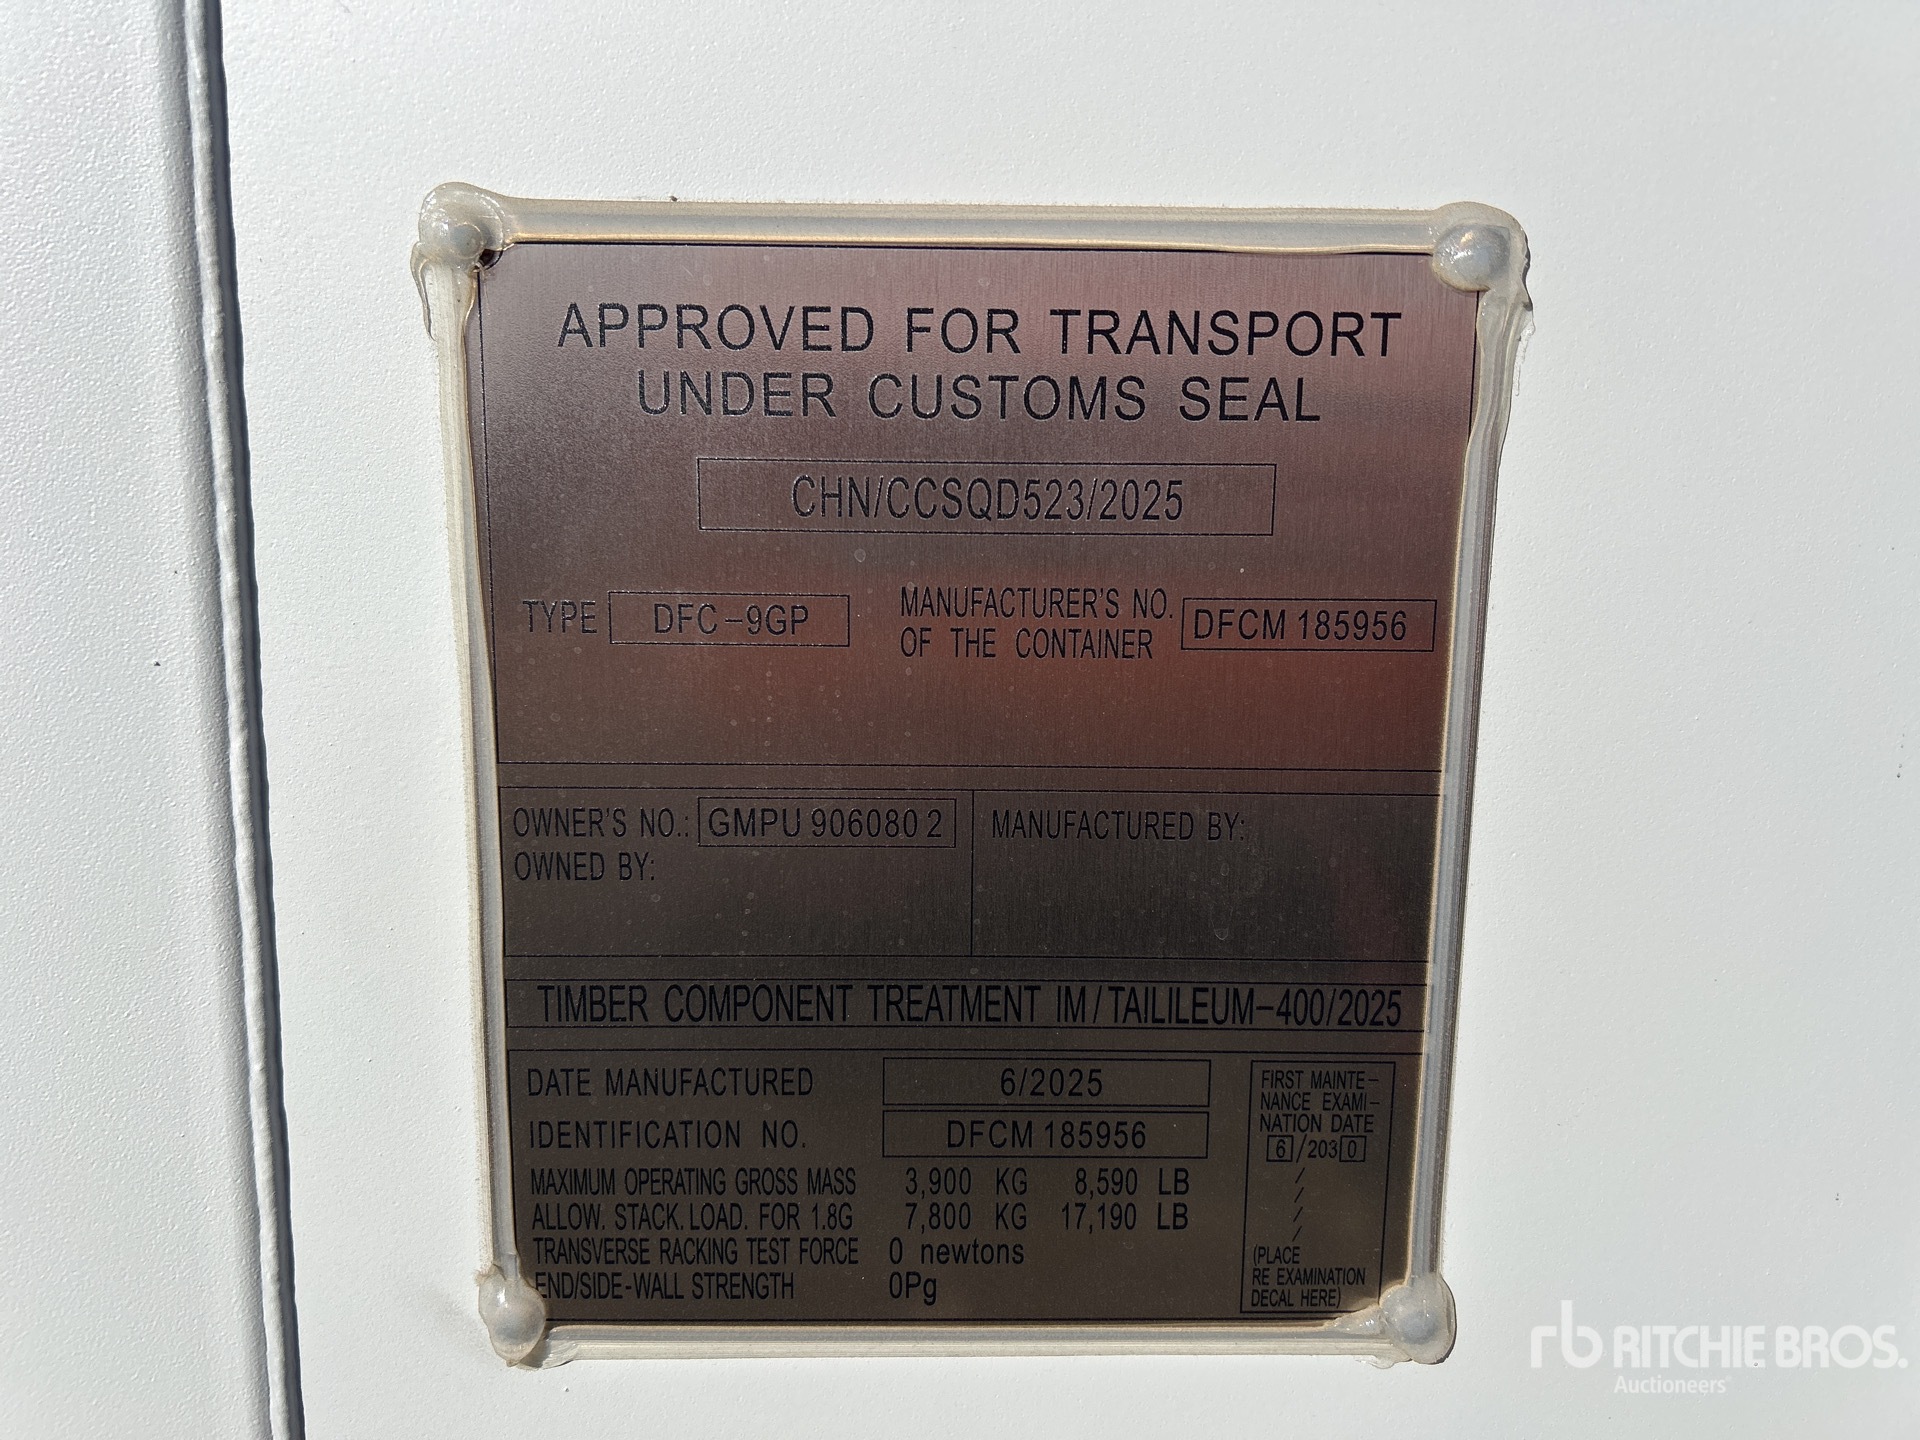 APPROVED FOR TRANSPORT
UNDER CUSTOMS SEAL
CHN/CCSQD523/2025
TYPE DFC-9GP
MANUFACTURER'S NO.
OF THE CONTAINER
DFCM 185956
OWNER'S NO.: GMPU 906080 2
OWNED BY:
MANUFACTURED BY:
TIMBER COMPONENT TREATMENT IM/TAILILEUM-400/2025
DATE MANUFACTURED 6/2025
IDENTIFICATION NO. DFCM 185956
MAXIMUM OPERATING GROSS MASS 3,900 KG 8,590 LB
ALLOW. STACK. LOAD. FOR 1.8G 7,800 KG 17,190 LB
TRANSVERSE RACKING TEST FORCE 0 newtons
END/SIDE-WALL STRENGTH 0Pg
FIRST MAINTE-
NANCE EXAMI-
NATION DATE
6/2030
/
/
/
/
(PLACE
RE EXAMINATION
DECAL HERE)
rb RITCHIE BROS.
Auctioneers